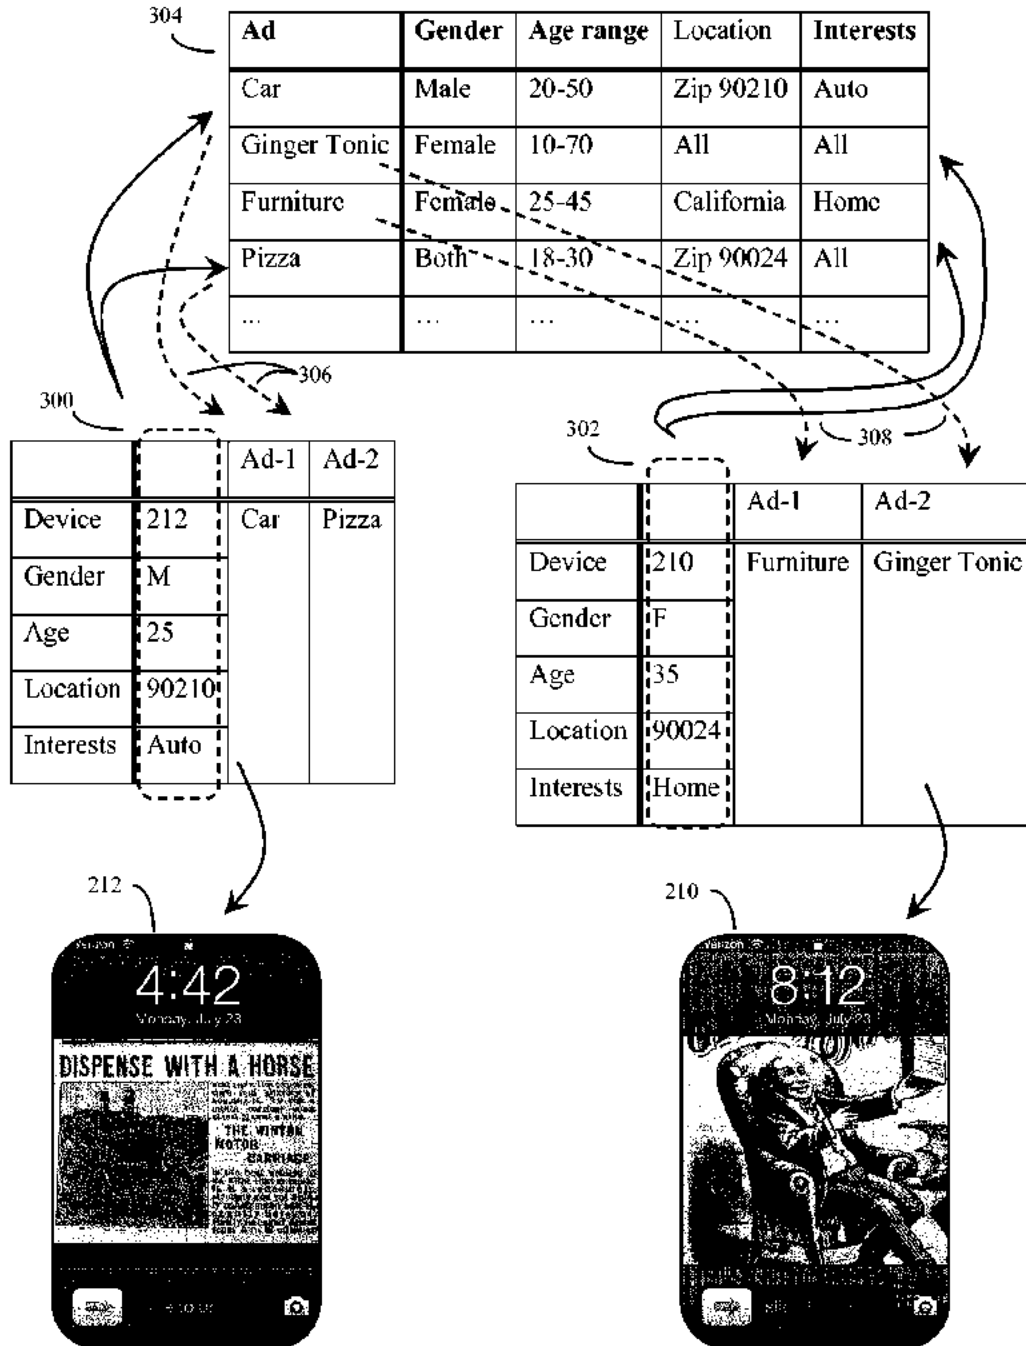 304
Ad Gender Age range Location Interests
Car Male 20-50 Zip 90210 Auto
Ginger Tonic Female 10-70 All All
Furniture Female 25-45 California Home
Pizza Both 18-30 Zip 90024 All
... ... ... ... ...
306
300
308
302
Ad-1 Ad-2
Device 212 Car Pizza
Gender M
Age 25
Location 90210
Interests Auto
Ad-1 Ad-2
Device 210 Furniture Ginger Tonic
Gender F
Age 35
Location 90024
Interests Home
212
Verizon
4:42
Monday, July 23
DISPENSE WITH A HORSE
THE WINTON
MOTOR
CARRIAGE
210
Verizon
8:12
Monday, July 23